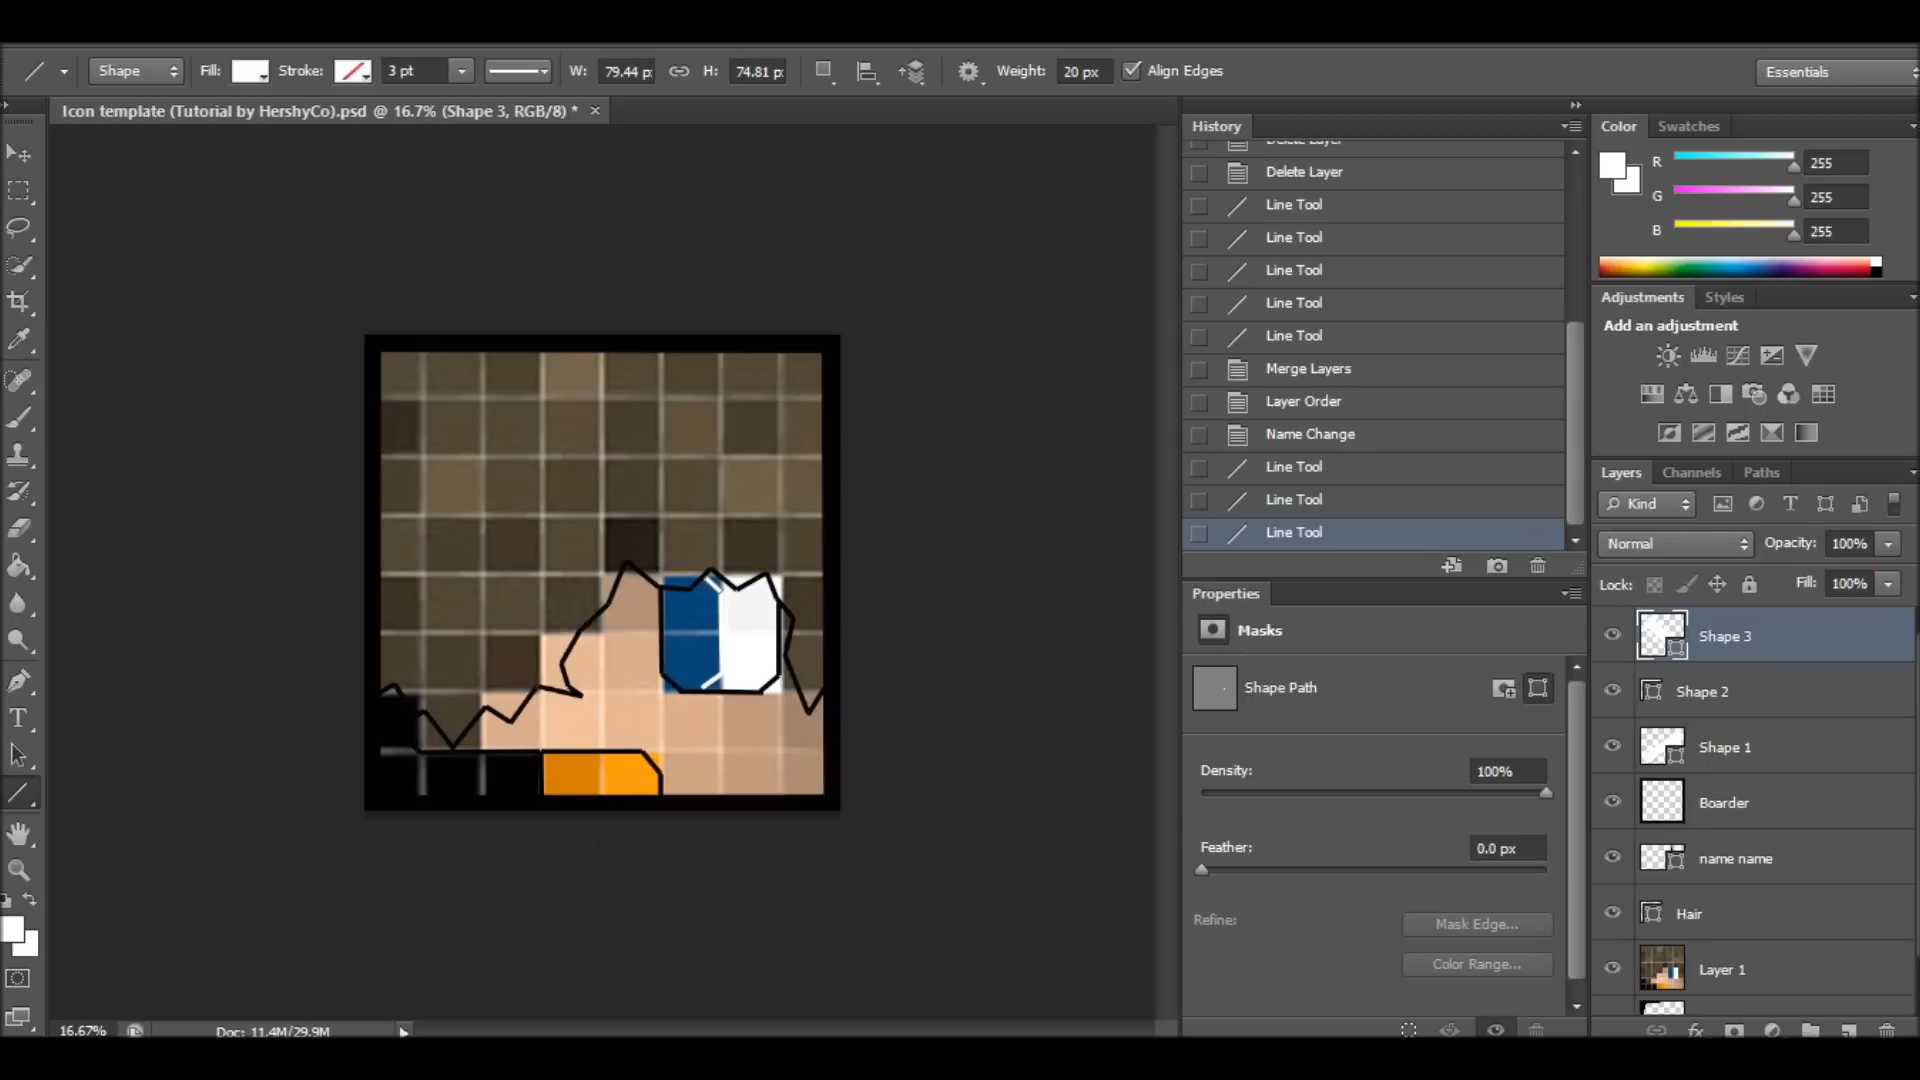 Shape Fill: Stroke: 3 pt W: 79.44 p H: 74.81 p Weight: 20 px Align Edges Essentials
Icon template (Tutorial by HershyCo).psd @ 16.7% (Shape 3, RGB/8) * ×
History
Delete Layer
Delete Layer
Line Tool
Line Tool
Line Tool
Line Tool
Line Tool
Merge Layers
Layer Order
Name Change
Line Tool
Line Tool
Line Tool
Properties
Masks
Shape Path
Density: 100%
Feather: 0.0 px
Refine: Mask Edge...
Color Range...
Color Swatches
R 255
G 255
B 255
Adjustments Styles
Add an adjustment
Layers Channels Paths
Kind T
Normal Opacity: 100%
Lock: Fill: 100%
Shape 3
Shape 2
Shape 1
Boarder
name name
Hair
Layer 1
fx
T
16.67% Doc: 11.4M/29.9M